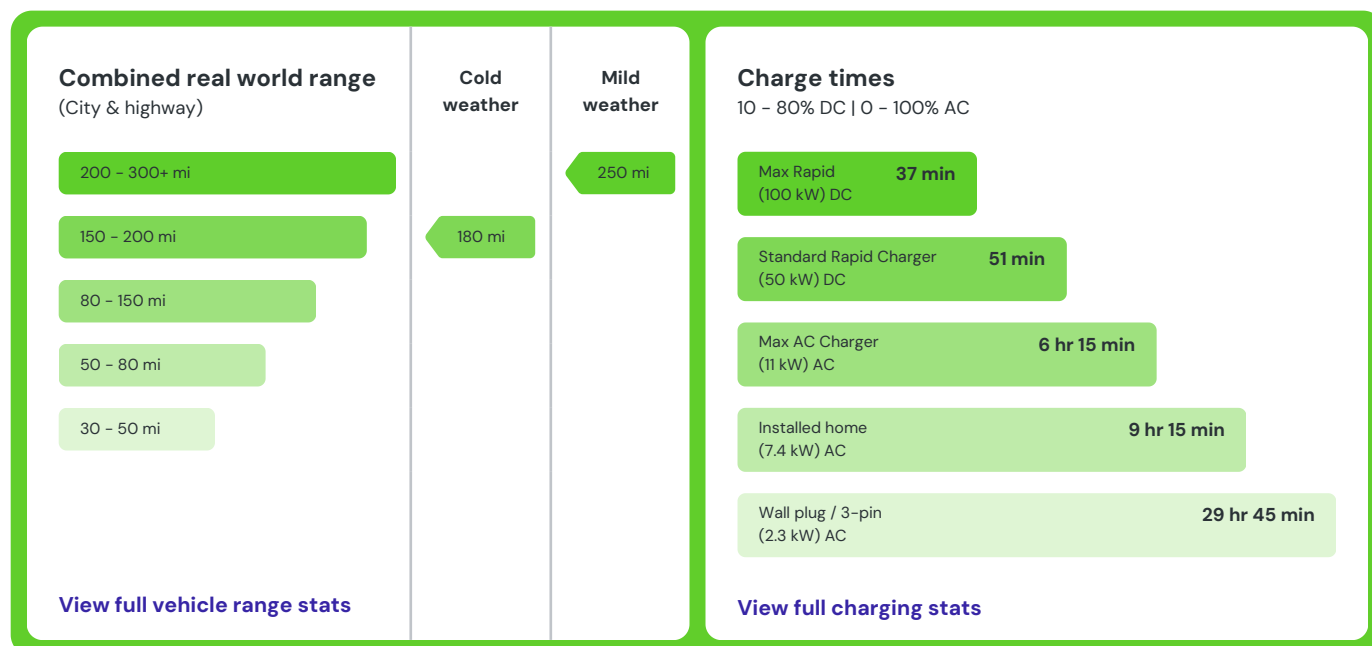 Combined real world range
(City & highway)
Cold
weather
Mild
weather
200 - 300+ mi
250 mi
150 - 200 mi
180 mi
80 - 150 mi
50 - 80 mi
30 - 50 mi
View full vehicle range stats
Charge times
10 - 80% DC | 0 - 100% AC
Max Rapid
(100 kW) DC
37 min
Standard Rapid Charger
(50 kW) DC
51 min
Max AC Charger
(11 kW) AC
6 hr 15 min
Installed home
(7.4 kW) AC
9 hr 15 min
Wall plug / 3-pin
(2.3 kW) AC
29 hr 45 min
View full charging stats